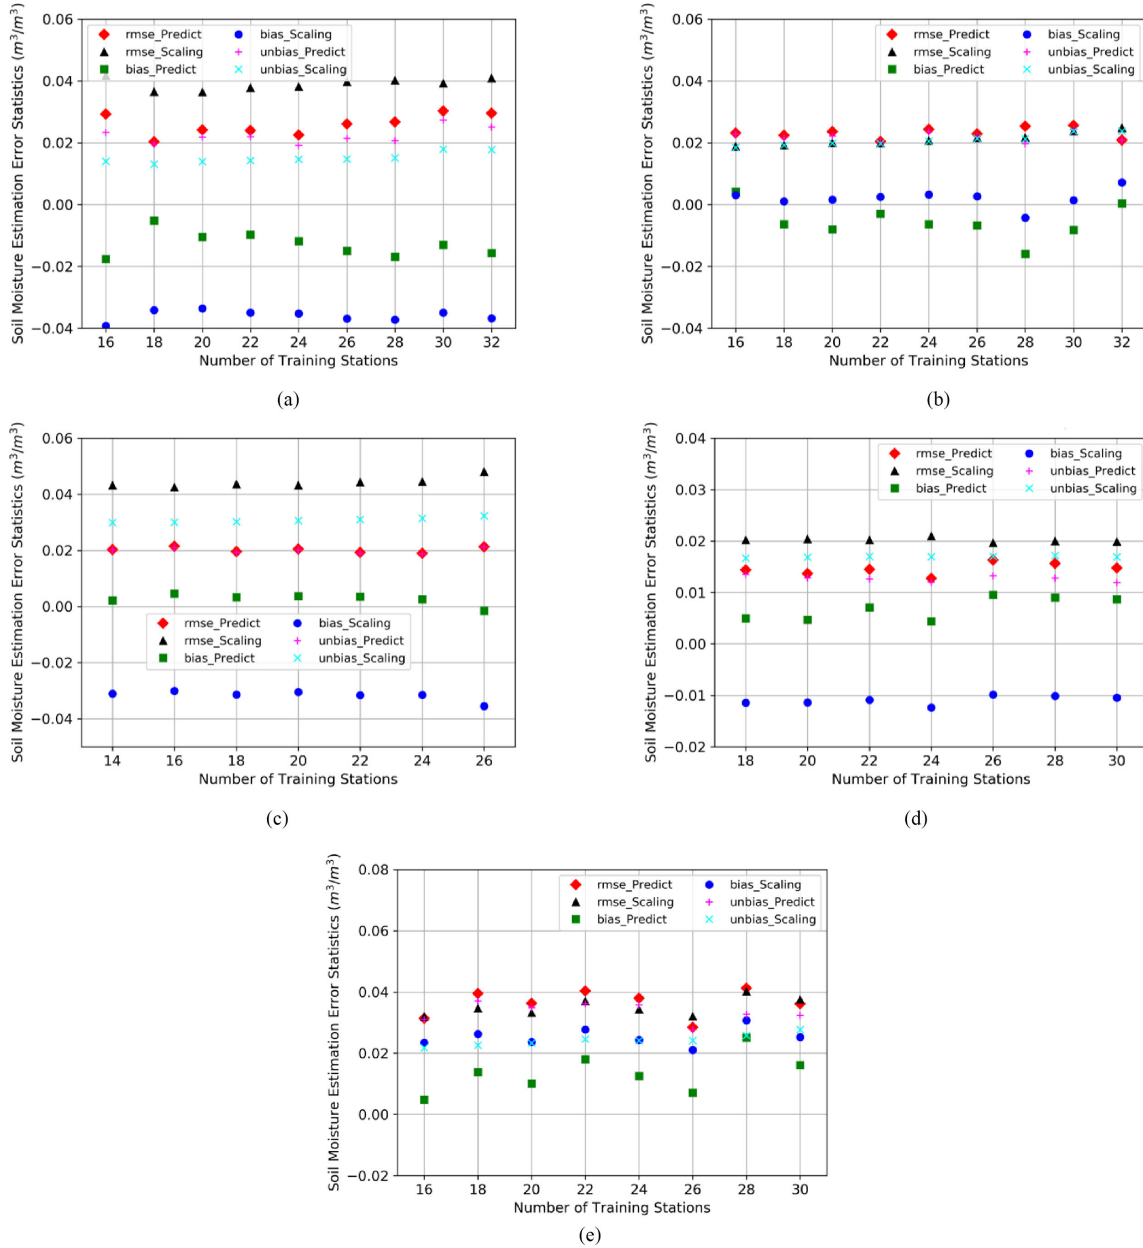 Soil Moisture Estimation Error Statistics (m³/m³)
0.06
0.04
0.02
0.00
−0.02
−0.04
rmse_Predict
rmse_Scaling
bias_Predict
bias_Scaling
unbias_Predict
unbias_Scaling
16 18 20 22 24 26 28 30 32
Number of Training Stations
(a)
Soil Moisture Estimation Error Statistics (m³/m³)
0.06
0.04
0.02
0.00
−0.02
−0.04
rmse_Predict
rmse_Scaling
bias_Predict
bias_Scaling
unbias_Predict
unbias_Scaling
16 18 20 22 24 26 28 30 32
Number of Training Stations
(b)
Soil Moisture Estimation Error Statistics (m³/m³)
0.06
0.04
0.02
0.00
−0.02
−0.04
rmse_Predict
rmse_Scaling
bias_Predict
bias_Scaling
unbias_Predict
unbias_Scaling
14 16 18 20 22 24 26
Number of Training Stations
(c)
Soil Moisture Estimation Error Statistics (m³/m³)
0.04
0.03
0.02
0.01
0.00
−0.01
−0.02
rmse_Predict
rmse_Scaling
bias_Predict
bias_Scaling
unbias_Predict
unbias_Scaling
18 20 22 24 26 28 30
Number of Training Stations
(d)
Soil Moisture Estimation Error Statistics (m³/m³)
0.08
0.06
0.04
0.02
0.00
−0.02
rmse_Predict
rmse_Scaling
bias_Predict
bias_Scaling
unbias_Predict
unbias_Scaling
16 18 20 22 24 26 28 30
Number of Training Stations
(e)